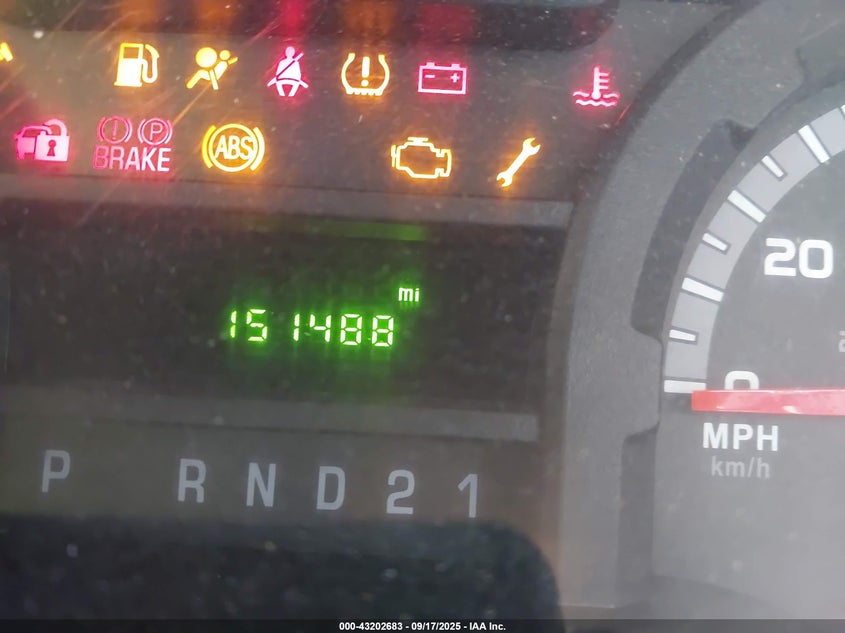 BRAKE
ABS
mi
151488
P R N D 2 1
20
0
MPH
km/h
000-43202683 - 09/17/2025 - IAA Inc.